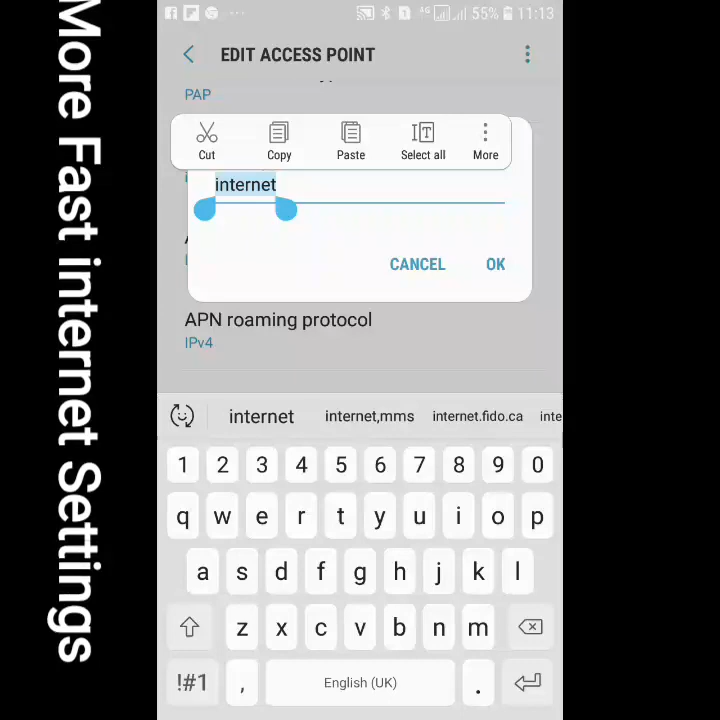 More Fast internet Settings
4G 55% 11:13
EDIT ACCESS POINT
PAP
Cut Copy Paste Select all More
internet
CANCEL OK
APN roaming protocol
IPv4
internet internet,mms internet.fido.ca inte
1 2 3 4 5 6 7 8 9 0
q w e r t y u i o p
a s d f g h j k l
z x c v b n m
!#1 , English (UK) .